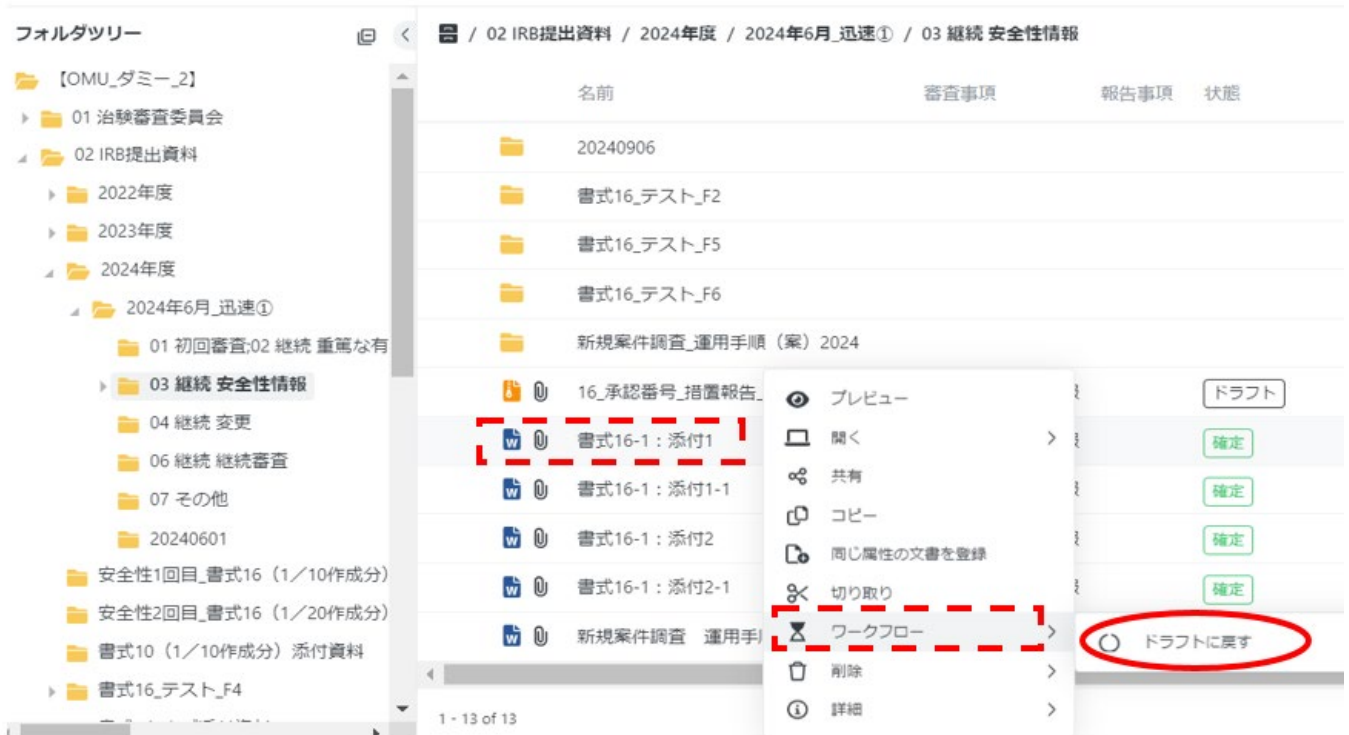 フォルダツリー
【OMU_ダミー_2】
01 治験審査委員会
02 IRB提出資料
2022年度
2023年度
2024年度
2024年6月_迅速①
01 初回審査;02 継続 重篤な有
03 継続 安全性情報
04 継続 変更
06 継続 継続審査
07 その他
20240601
安全性1回目_書式16（1／10作成分）
安全性2回目_書式16（1／20作成分）
書式10（1／10作成分）添付資料
書式16_テスト_F4
/ 02 IRB提出資料 / 2024年度 / 2024年6月_迅速① / 03 継続 安全性情報
名前 審査事項 報告事項 状態
20240906
書式16_テスト_F2
書式16_テスト_F5
書式16_テスト_F6
新規案件調査_運用手順（案）2024
16_承認番号_措置報告_ ドラフト
書式16-1：添付1 確定
書式16-1：添付1-1 確定
書式16-1：添付2 確定
書式16-1：添付2-1 確定
新規案件調査 運用手
プレビュー
開く
共有
コピー
同じ属性の文書を登録
切り取り
ワークフロー
削除
詳細
ドラフトに戻す
1 - 13 of 13